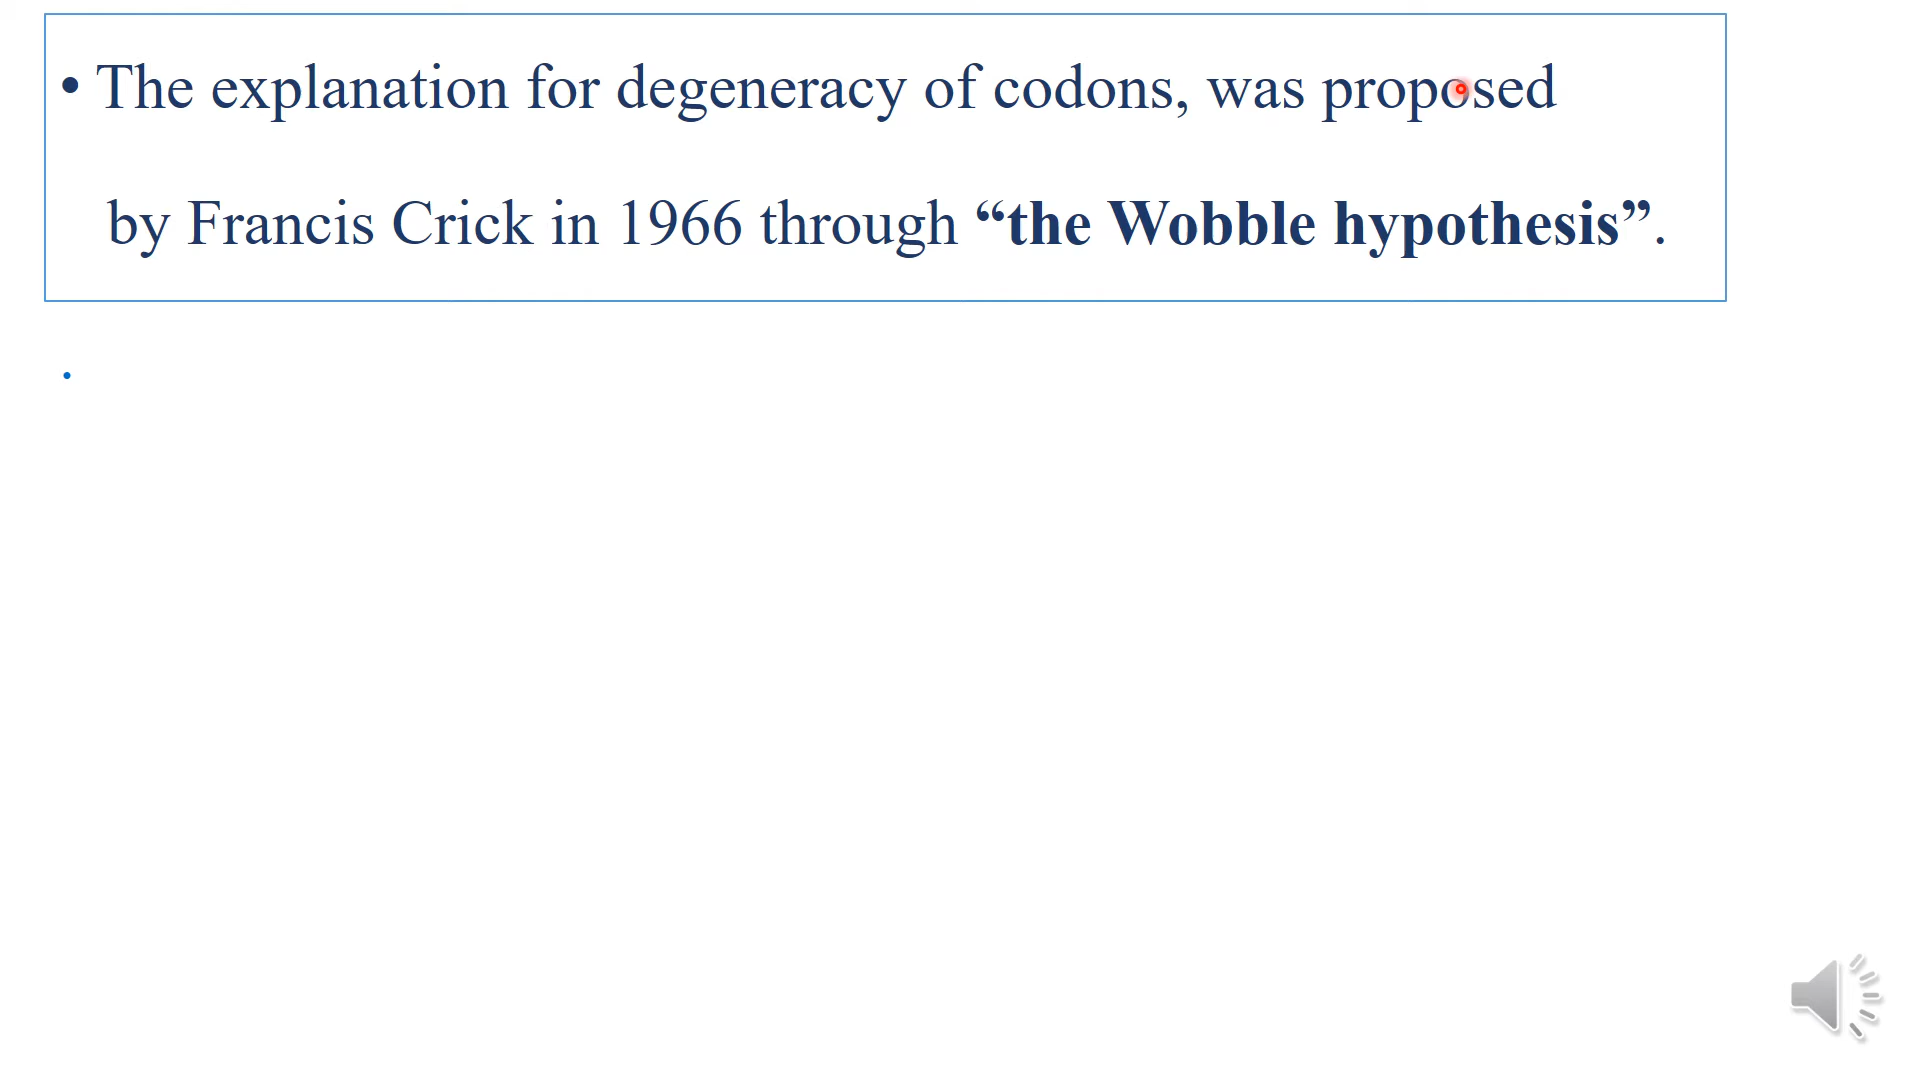 • The explanation for degeneracy of codons, was proposed
by Francis Crick in 1966 through “the Wobble hypothesis”.
.